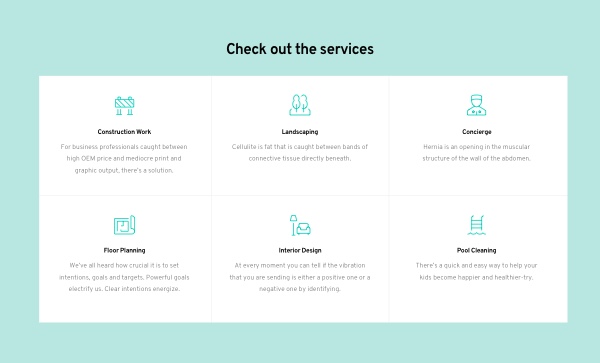 Check out the services
Construction Work
For business professionals caught between
high OEM price and mediocre print and
graphic output, there's a solution.
Landscaping
Cellulite is fat that is caught between bands of
connective tissue directly beneath.
Concierge
Hernia is an opening in the muscular
structure of the wall of the abdomen.
Floor Planning
We've all heard how crucial it is to set
intentions, goals and targets. Powerful goals
electrify us. Clear intentions energize.
Interior Design
At every moment you can tell if the vibration
that you are sending is either a positive one or a
negative one by identifying.
Pool Cleaning
There's a quick and easy way to help your
kids become happier and healthier-try.